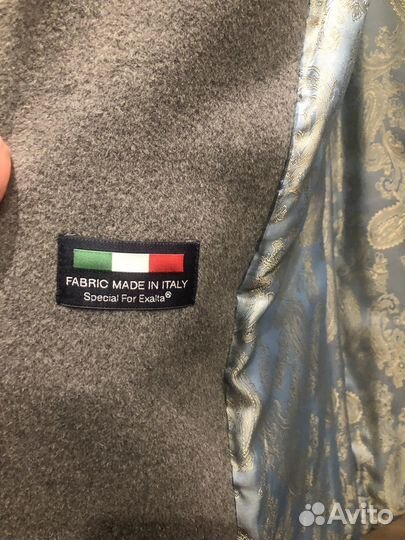 FABRIC MADE IN ITALY
Special For Exalta®
Avito